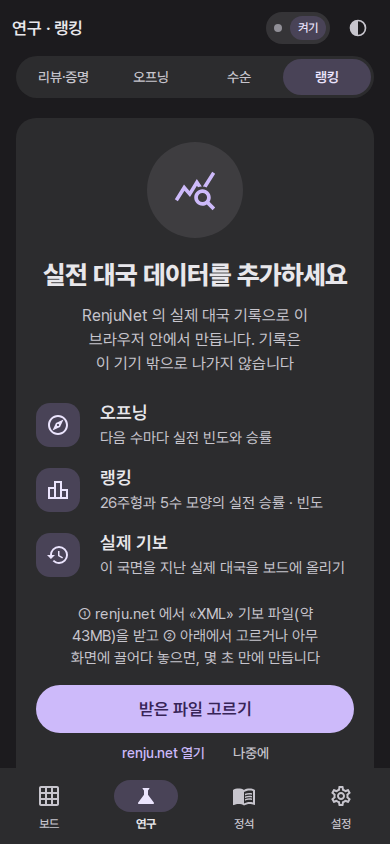 연구 · 랭킹
켜기
리뷰·증명
오프닝
수순
랭킹
실전 대국 데이터를 추가하세요
RenjuNet 의 실제 대국 기록으로 이
브라우저 안에서 만듭니다. 기록은
이 기기 밖으로 나가지 않습니다
오프닝
다음 수마다 실전 빈도와 승률
랭킹
26주형과 5수 모양의 실전 승률 · 빈도
실제 기보
이 국면을 지난 실제 대국을 보드에 올리기
① renju.net 에서 «XML» 기보 파일(약
43MB)을 받고 ② 아래에서 고르거나 아무
화면에 끌어다 놓으면, 몇 초 만에 만듭니다
받은 파일 고르기
renju.net 열기
나중에
보드
연구
정석
설정